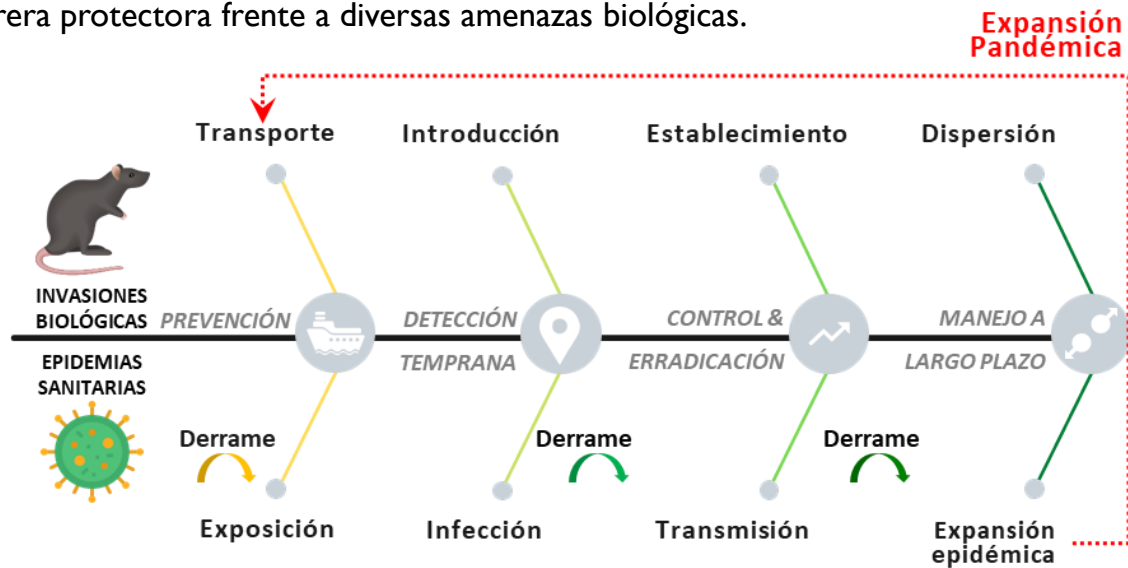 rera protectora frente a diversas amenazas biológicas.
Expansión
Pandémica
Transporte
Introducción
Establecimiento
Dispersión
INVASIONES
BIOLÓGICAS
PREVENCIÓN
DETECCIÓN
TEMPRANA
CONTROL &
ERRADICACIÓN
MANEJO A
LARGO PLAZO
EPIDEMIAS
SANITARIAS
Derrame
Derrame
Derrame
Exposición
Infección
Transmisión
Expansión
epidémica